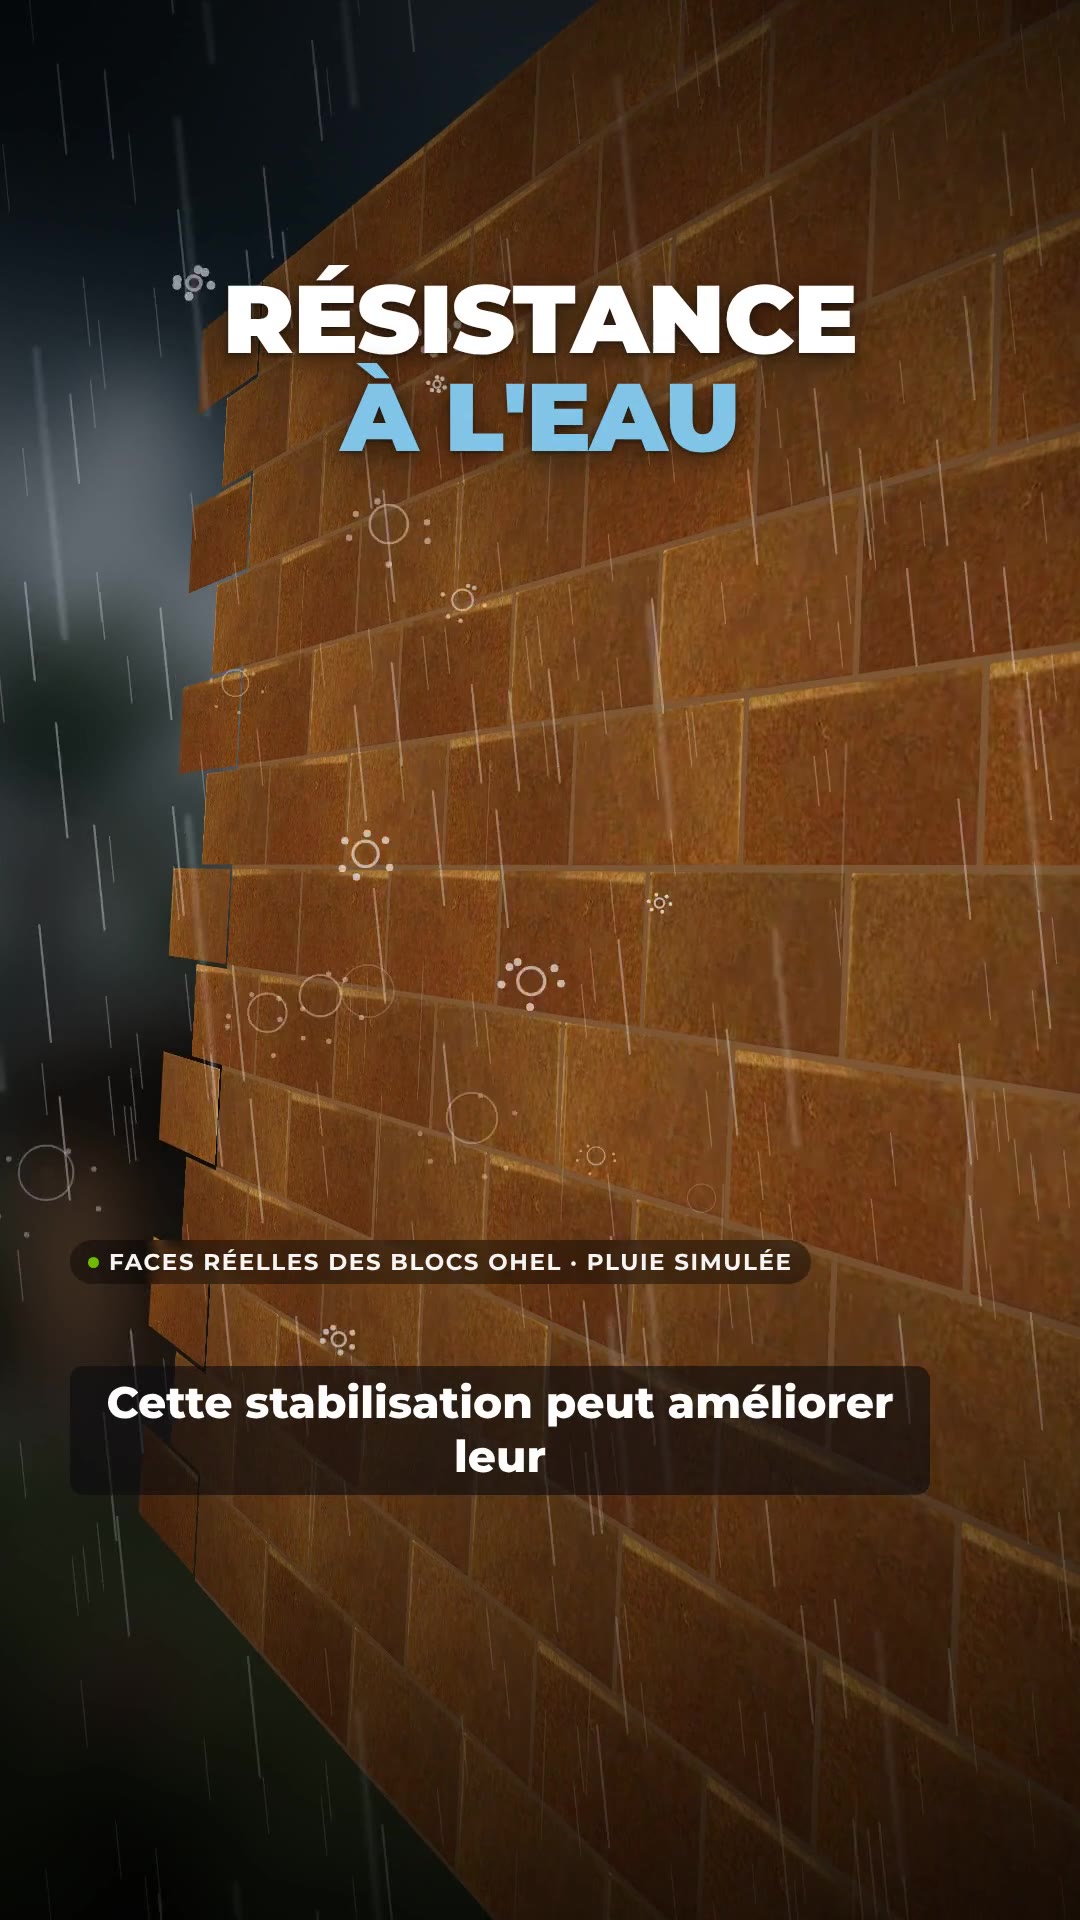 RÉSISTANCE
À L'EAU
FACES RÉELLES DES BLOCS OHEL · PLUIE SIMULÉE
Cette stabilisation peut améliorer
leur